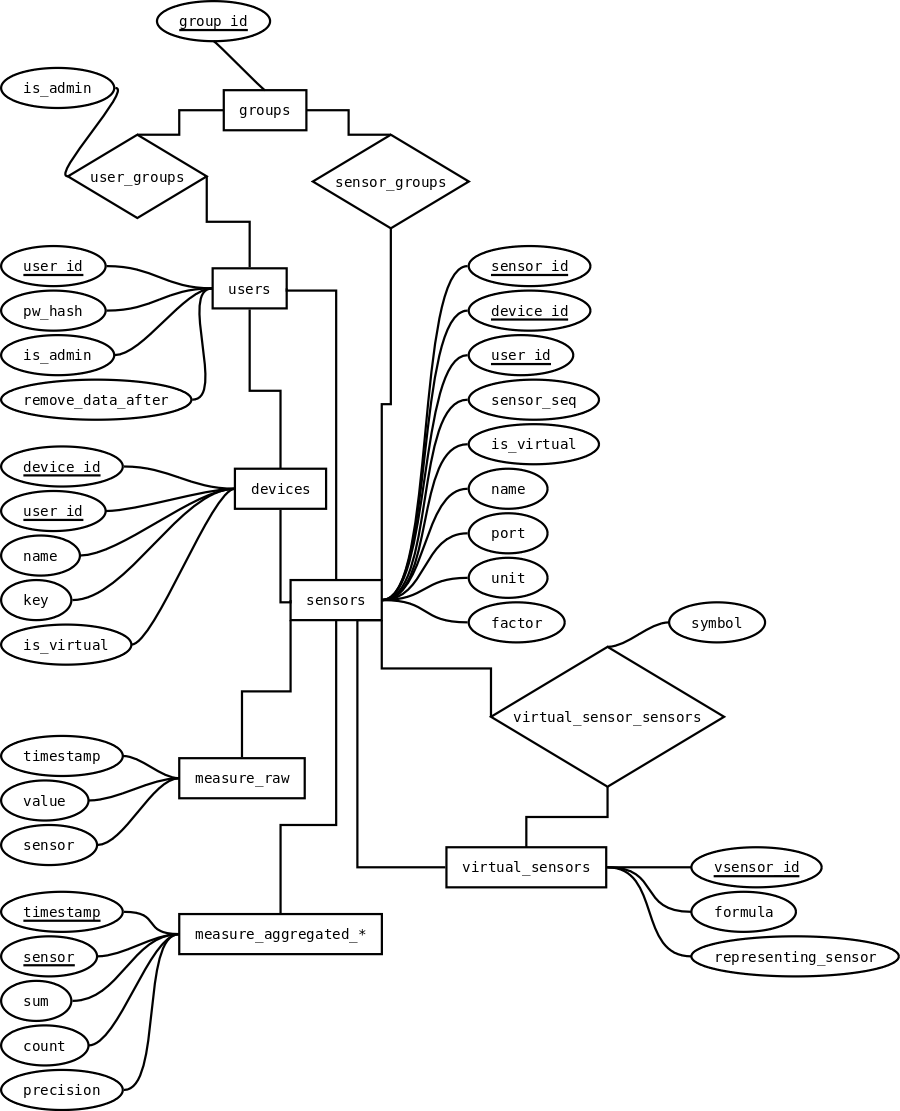 group_id
is_admin
groups
user_groups
sensor_groups
user_id
pw_hash
is_admin
remove_data_after
users
sensor_id
device_id
user_id
sensor_seq
is_virtual
name
port
unit
factor
device_id
user_id
name
key
is_virtual
devices
sensors
symbol
virtual_sensor_sensors
timestamp
value
sensor
measure_raw
virtual_sensors
vsensor_id
formula
representing_sensor
timestamp
sensor
sum
count
precision
measure_aggregated_*